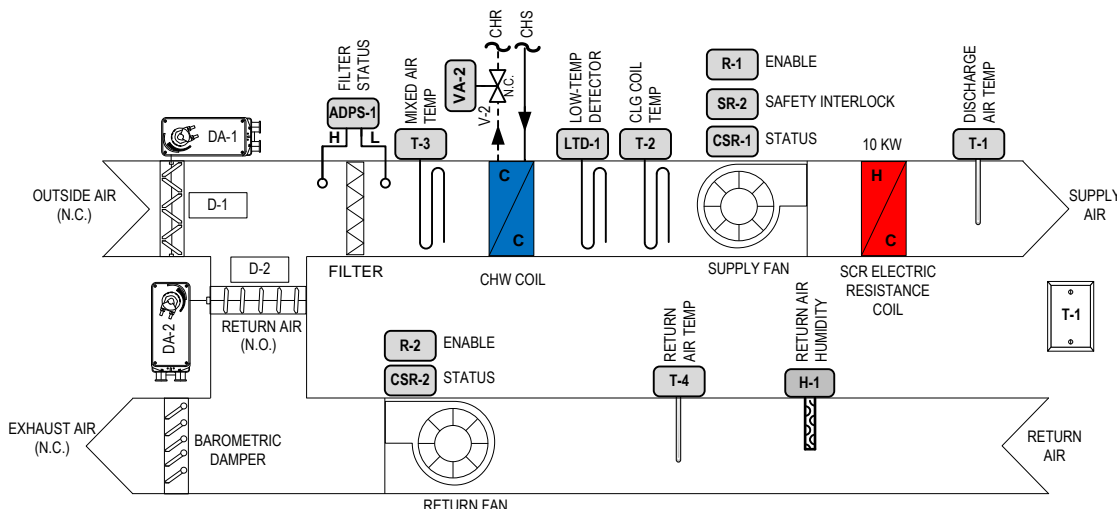 CHR
CHS
FILTER
STATUS
VA-2
N.C.
V-2
MIXED AIR
TEMP
LOW-TEMP
DETECTOR
CLG COIL
TEMP
R-1
ENABLE
SR-2
SAFETY INTERLOCK
CSR-1
STATUS
DISCHARGE
AIR TEMP
ADPS-1
H
L
DA-1
T-3
LTD-1
T-2
10 KW
T-1
OUTSIDE AIR
(N.C.)
D-1
C
C
H
C
SUPPLY
AIR
D-2
FILTER
CHW COIL
SUPPLY FAN
SCR ELECTRIC
RESISTANCE
COIL
DA-2
RETURN AIR
(N.O.)
R-2
ENABLE
CSR-2
STATUS
RETURN
AIR TEMP
RETURN AIR
HUMIDITY
T-1
T-4
H-1
EXHAUST AIR
(N.C.)
BAROMETRIC
DAMPER
RETURN
AIR
RETURN FAN